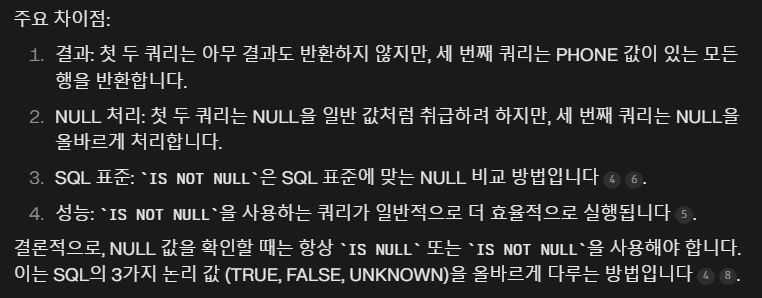 주요 차이점:
1. 결과: 첫 두 쿼리는 아무 결과도 반환하지 않지만, 세 번째 쿼리는 PHONE 값이 있는 모든
행을 반환합니다.
2. NULL 처리: 첫 두 쿼리는 NULL을 일반 값처럼 취급하려 하지만, 세 번째 쿼리는 NULL을
올바르게 처리합니다.
3. SQL 표준: `IS NOT NULL`은 SQL 표준에 맞는 NULL 비교 방법입니다 4 6.
4. 성능: `IS NOT NULL`을 사용하는 쿼리가 일반적으로 더 효율적으로 실행됩니다 5.
결론적으로, NULL 값을 확인할 때는 항상 `IS NULL` 또는 `IS NOT NULL`을 사용해야 합니다.
이는 SQL의 3가지 논리 값 (TRUE, FALSE, UNKNOWN)을 올바르게 다루는 방법입니다 4 8.